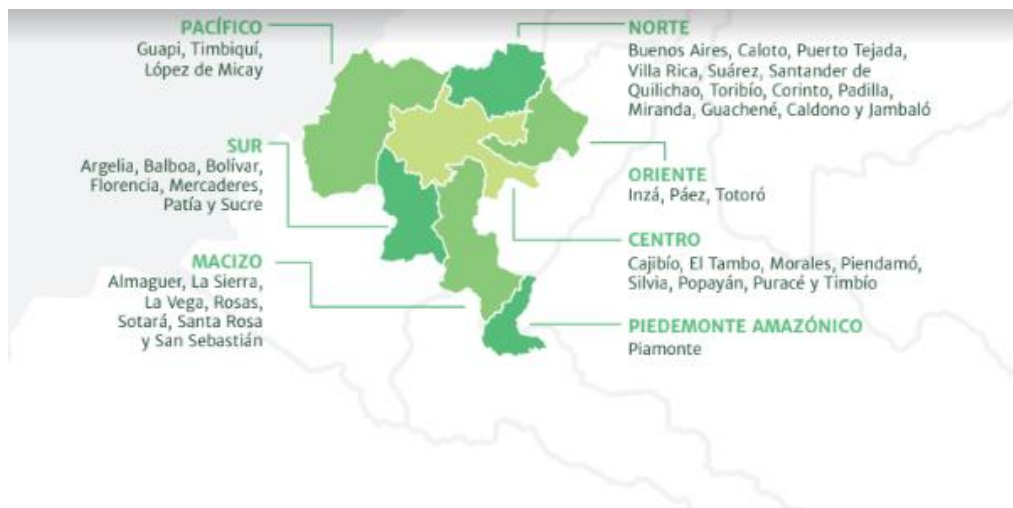 PACÍFICO
Guapi, Timbiquí,
López de Micay
SUR
Argelia, Balboa, Bolívar,
Florencia, Mercaderes,
Patía y Sucre
MACIZO
Almaguer, La Sierra,
La Vega, Rosas,
Sotará, Santa Rosa
y San Sebastián
NORTE
Buenos Aires, Caloto, Puerto Tejada,
Villa Rica, Suárez, Santander de
Quilichao, Toribío, Corinto, Padilla,
Miranda, Guachené, Caldono y Jambaló
ORIENTE
Inzá, Páez, Totoró
CENTRO
Cajibío, El Tambo, Morales, Piendamó,
Silvia, Popayán, Puracé y Timbío
PIEDEMONTE AMAZÓNICO
Piamonte